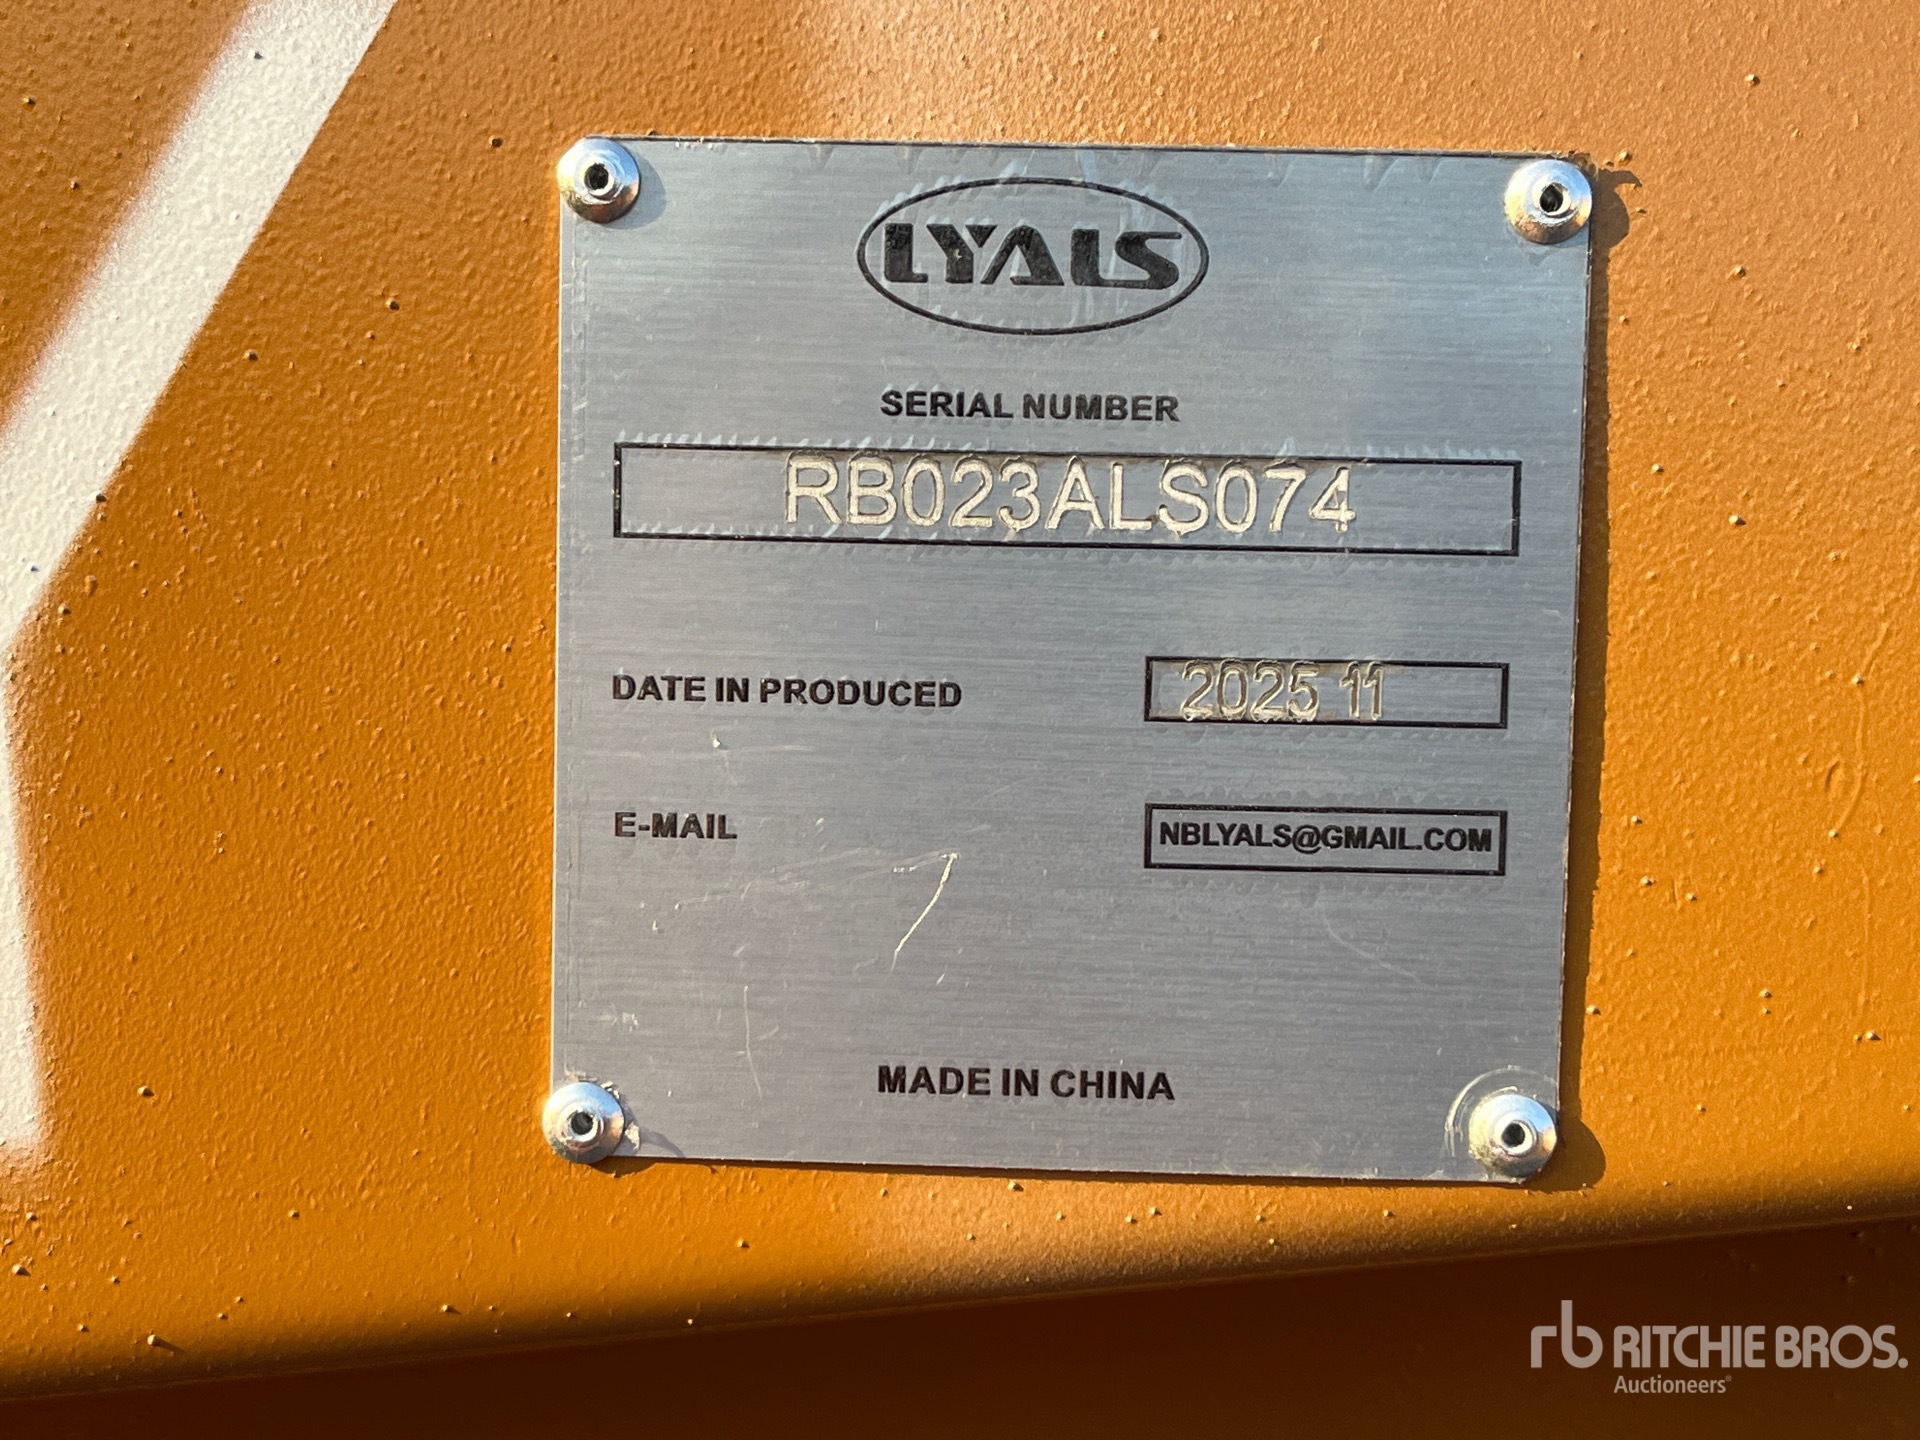 LYALS
SERIAL NUMBER
RB023ALS074
DATE IN PRODUCED 2025 11
E-MAIL NBLYALS@GMAIL.COM
MADE IN CHINA
rb RITCHIE BROS.
Auctioneers®